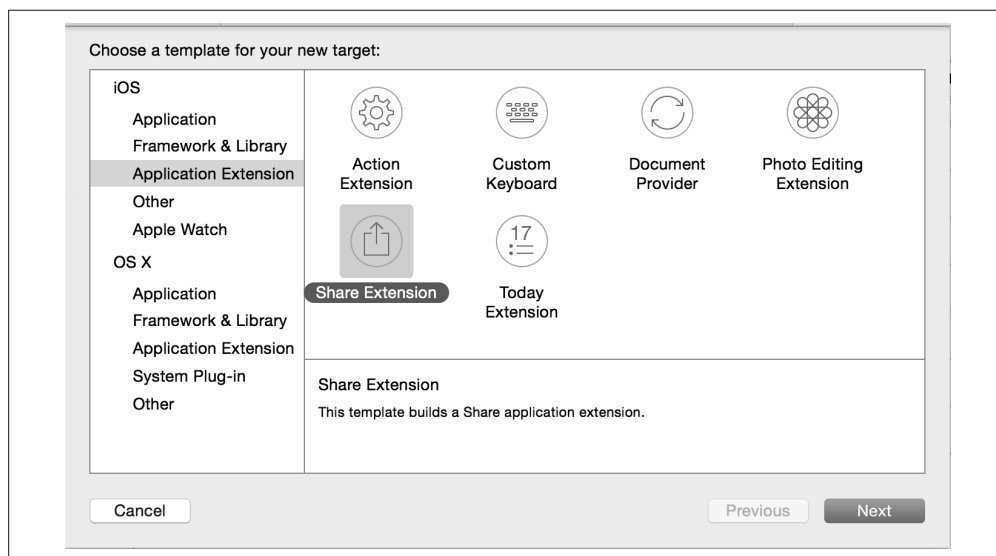 Choose a template for your new target:
iOS
Application
Framework & Library
Application Extension
Other
Apple Watch
OS X
Application
Framework & Library
Application Extension
System Plug-in
Other
Action
Extension
Custom
Keyboard
Document
Provider
Photo Editing
Extension
Share Extension
17
Today
Extension
Share Extension
This template builds a Share application extension.
Cancel
Previous
Next